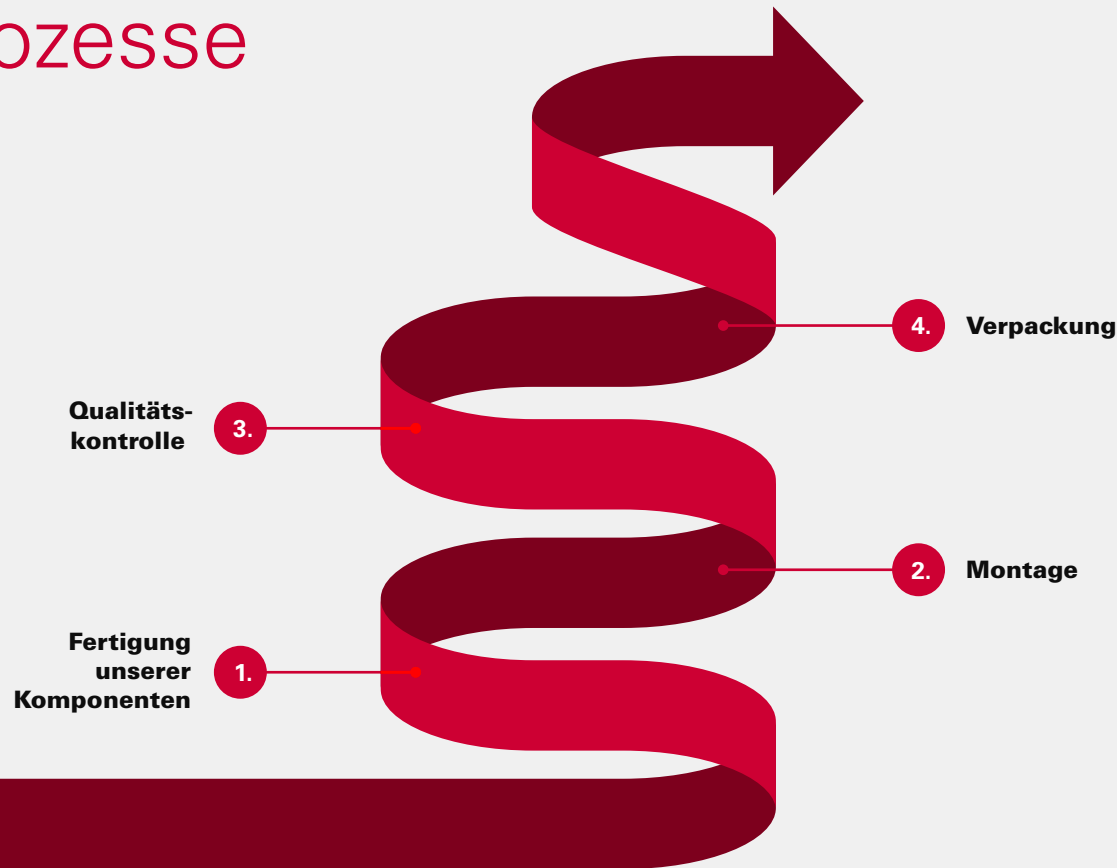 ozesse
4. Verpackung
Qualitäts-
kontrolle
3.
2. Montage
Fertigung
unserer
Komponenten
1.